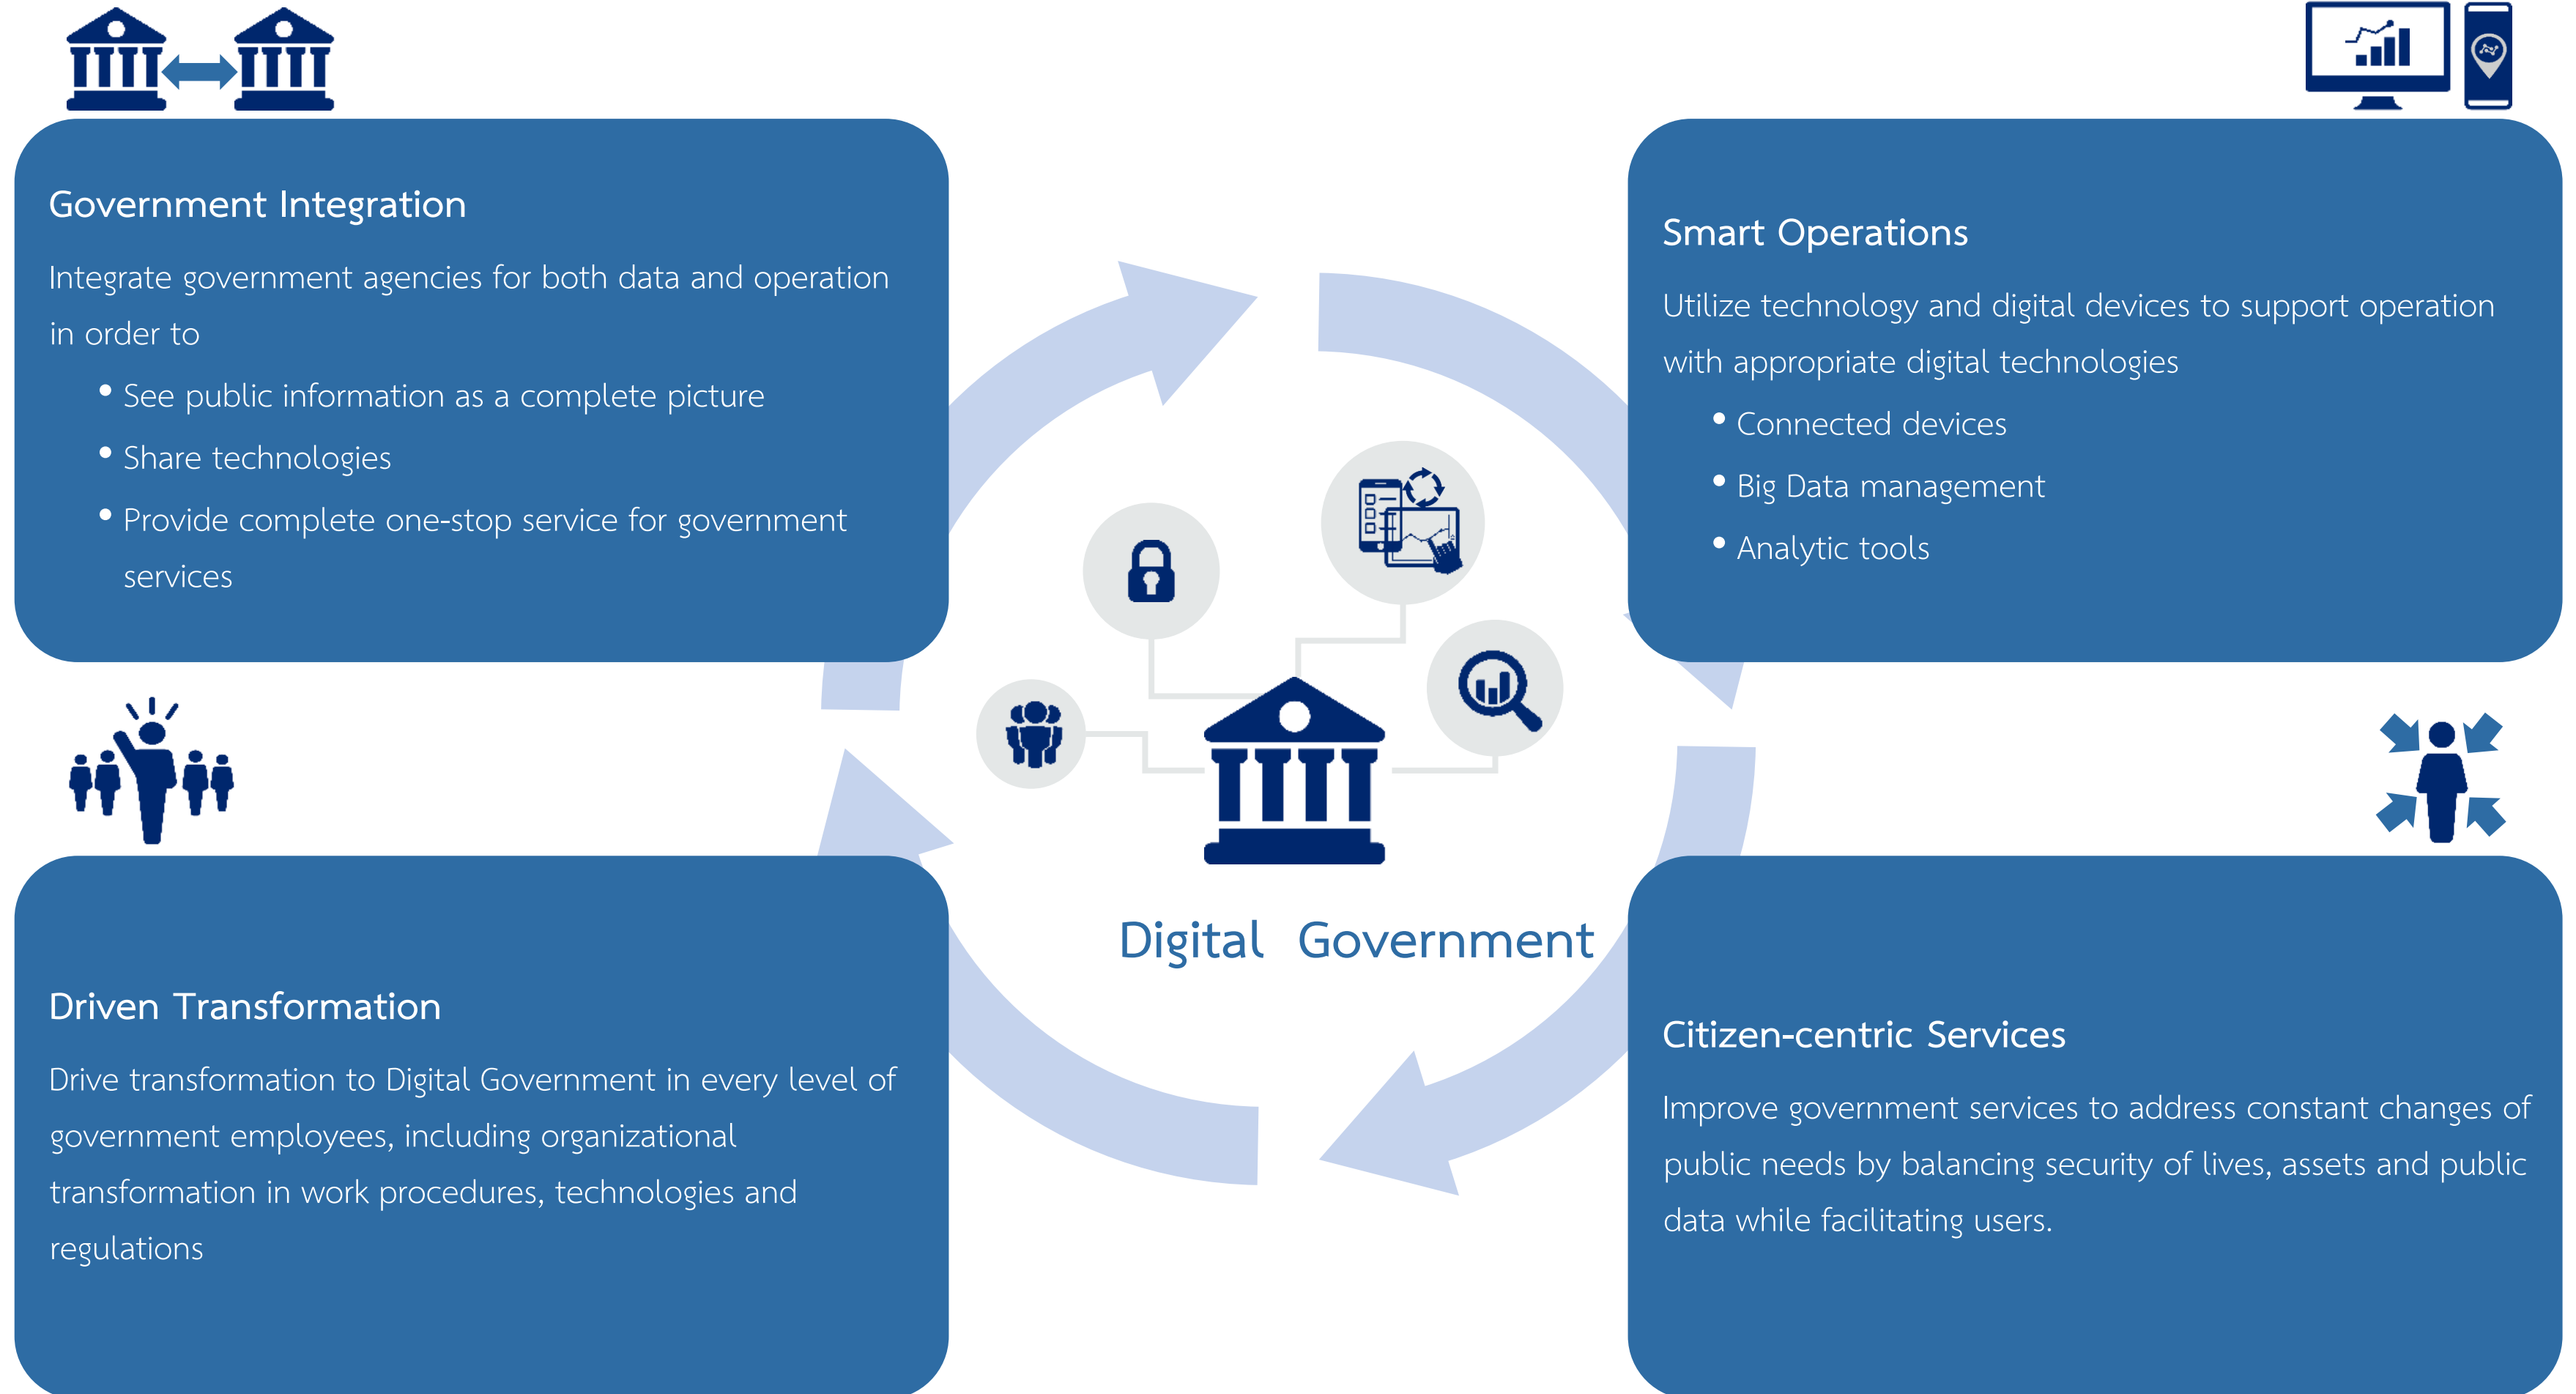 Government Integration
Integrate government agencies for both data and operation
in order to
• See public information as a complete picture
• Share technologies
• Provide complete one-stop service for government
services
Smart Operations
Utilize technology and digital devices to support operation
with appropriate digital technologies
• Connected devices
• Big Data management
• Analytic tools
Digital Government
Driven Transformation
Drive transformation to Digital Government in every level of
government employees, including organizational
transformation in work procedures, technologies and
regulations
Citizen-centric Services
Improve government services to address constant changes of
public needs by balancing security of lives, assets and public
data while facilitating users.